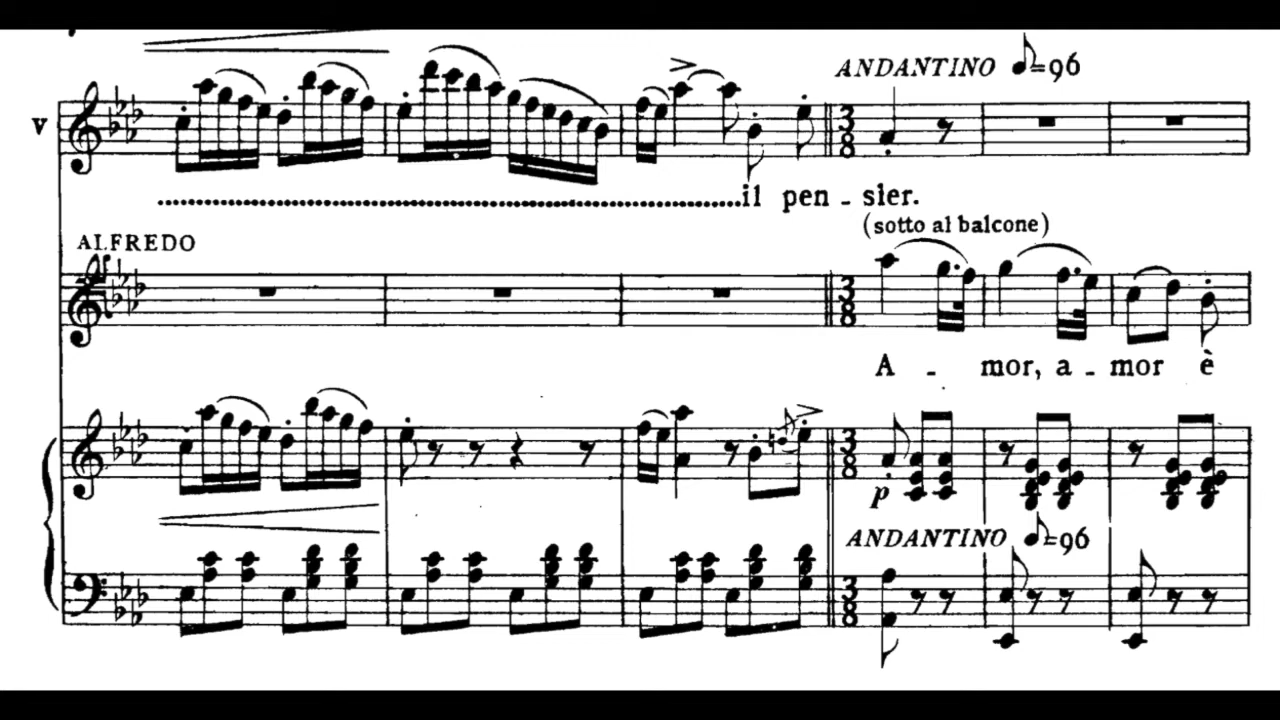 ANDANTINO ♪=96
V
il pen - sier.
(sotto al balcone)
ALFREDO
A - mor, a - mor è
p
ANDANTINO ♪=96